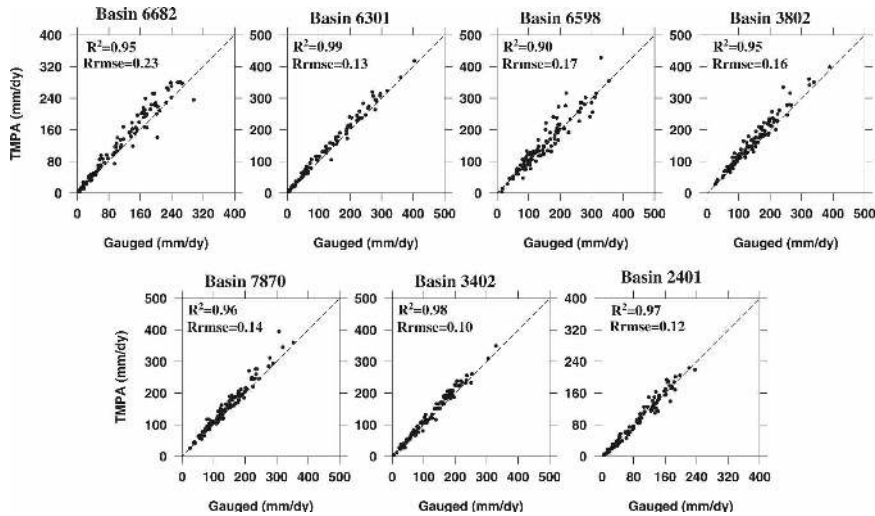 Basin 6682
Basin 6301
Basin 6598
Basin 3802
400
320
240
160
80
0
TMPA (mm/dy)
R²=0.95
Rrmse=0.23
0 80 160 240 320 400
Gauged (mm/dy)
500
400
300
200
100
0
R²=0.99
Rrmse=0.13
0 100 200 300 400 500
Gauged (mm/dy)
500
400
300
200
100
0
R²=0.90
Rrmse=0.17
0 100 200 300 400 500
Gauged (mm/dy)
500
400
300
200
100
0
R²=0.95
Rrmse=0.16
0 100 200 300 400 500
Gauged (mm/dy)
Basin 7870
Basin 3402
Basin 2401
500
400
300
200
100
0
TMPA (mm/dy)
R²=0.96
Rrmse=0.14
0 100 200 300 400 500
Gauged (mm/dy)
500
400
300
200
100
0
R²=0.98
Rrmse=0.10
0 100 200 300 400 500
Gauged (mm/dy)
400
320
240
160
80
0
R²=0.97
Rrmse=0.12
0 80 160 240 320 400
Gauged (mm/dy)